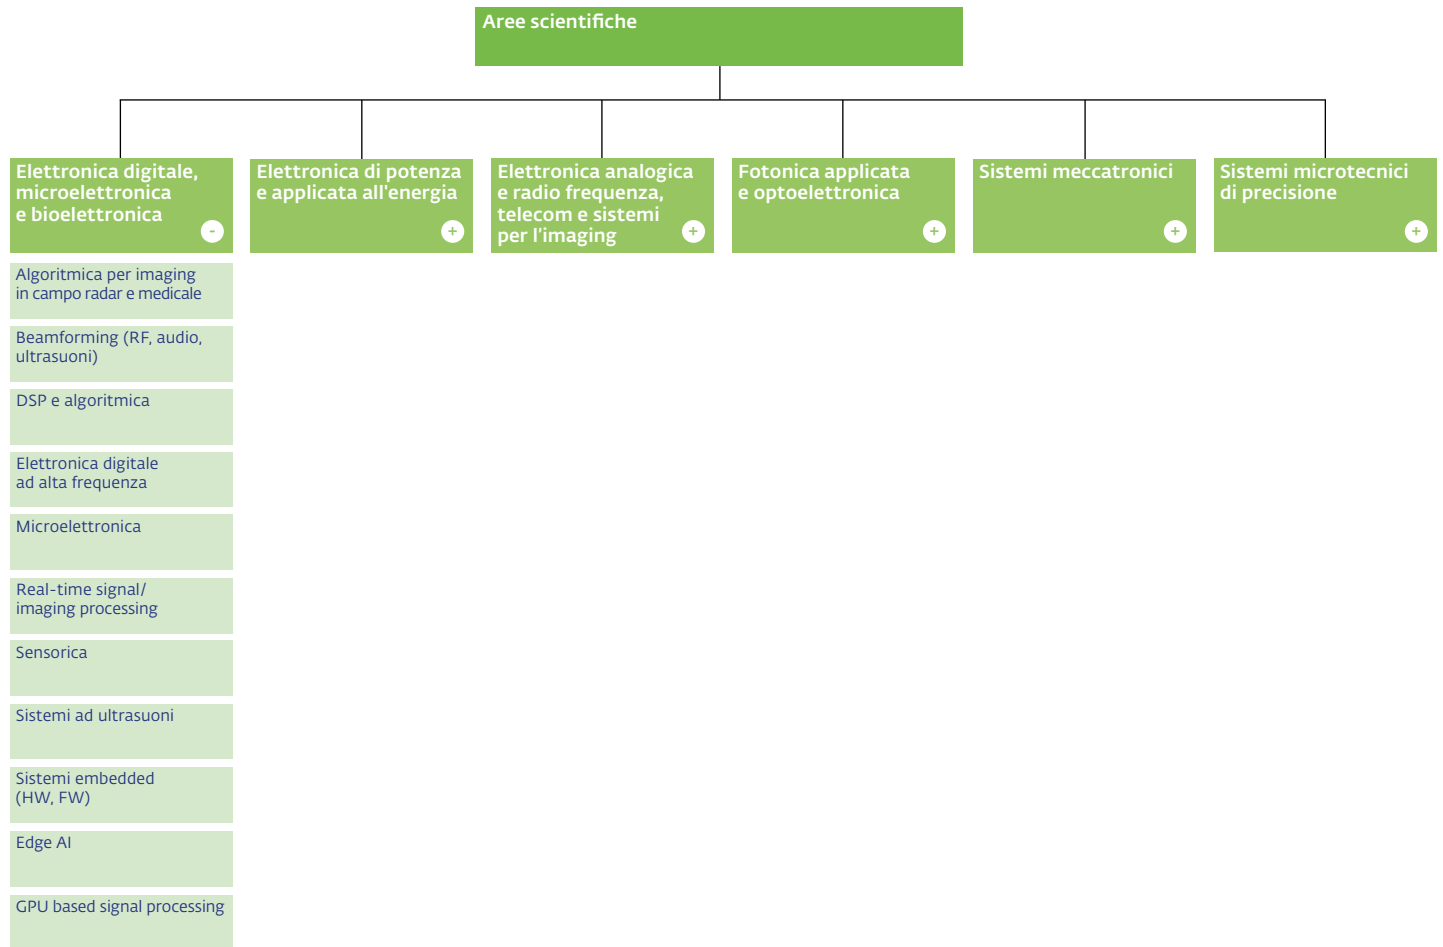 Aree scientifiche
Elettronica digitale,
microelettronica
e bioelettronica
-
Elettronica di potenza
e applicata all'energia
+
Elettronica analogica
e radio frequenza,
telecom e sistemi
per l'imaging
+
Fotonica applicata
e optoelettronica
+
Sistemi meccatronici
+
Sistemi microtecnici
di precisione
+
Algoritmica per imaging
in campo radar e medicale
Beamforming (RF, audio,
ultrasuoni)
DSP e algoritmica
Elettronica digitale
ad alta frequenza
Microelettronica
Real-time signal/
imaging processing
Sensorica
Sistemi ad ultrasuoni
Sistemi embedded
(HW, FW)
Edge AI
GPU based signal processing